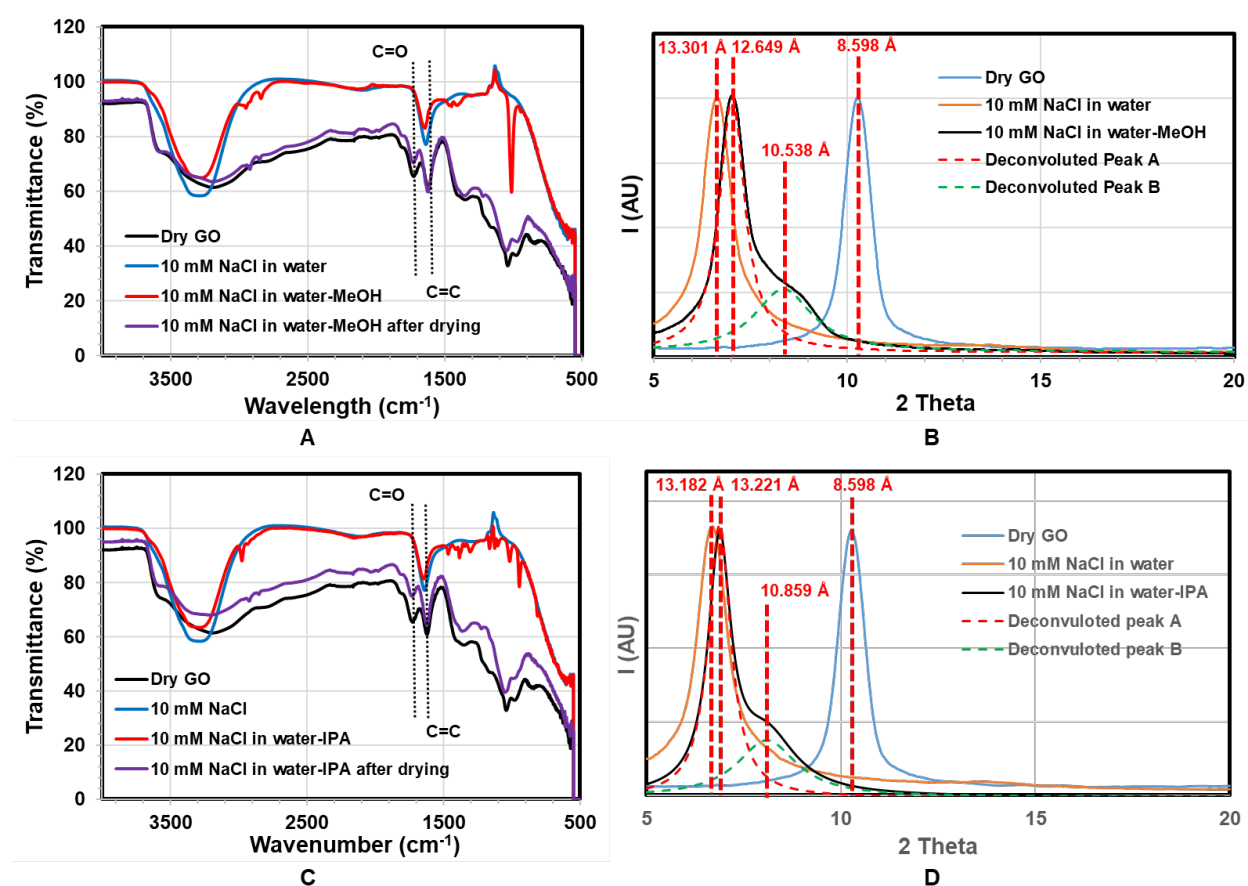 120
100
80
60
40
20
0
Transmittance (%)
C=O
C=C
Dry GO
10 mM NaCl in water
10 mM NaCl in water-MeOH
10 mM NaCl in water-MeOH after drying
3500
2500
1500
500
Wavelength (cm-1)
A
13.301 Å
12.649 Å
8.598 Å
10.538 Å
Dry GO
10 mM NaCl in water
10 mM NaCl in water-MeOH
Deconvoluted Peak A
Deconvoluted Peak B
I (AU)
5
10
15
20
2 Theta
B
120
100
80
60
40
20
0
Transmittance (%)
C=O
C=C
Dry GO
10 mM NaCl
10 mM NaCl in water-IPA
10 mM NaCl in water-IPA after drying
3500
2500
1500
500
Wavenumber (cm-1)
C
13.182 Å
13.221 Å
8.598 Å
10.859 Å
Dry GO
10 mM NaCl in water
10 mM NaCl in water-IPA
Deconvuloted peak A
Deconvuloted peak B
I (AU)
5
10
15
20
2 Theta
D